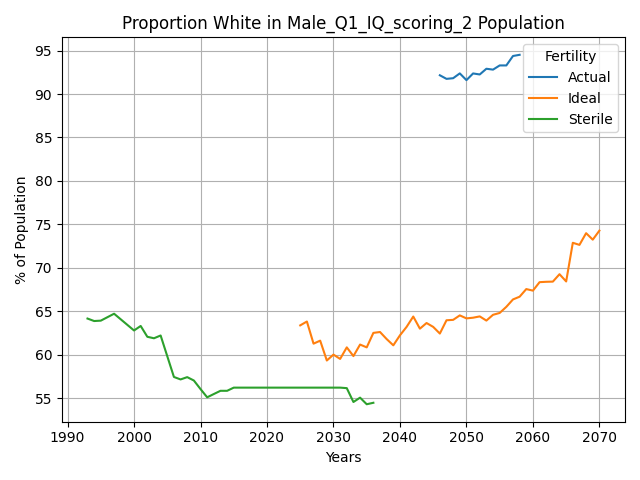 Proportion White in Male_Q1_IQ_scoring_2 Population
% of Population
95
90
85
80
75
70
65
60
55
Fertility
Actual
Ideal
Sterile
1990 2000 2010 2020 2030 2040 2050 2060 2070
Years